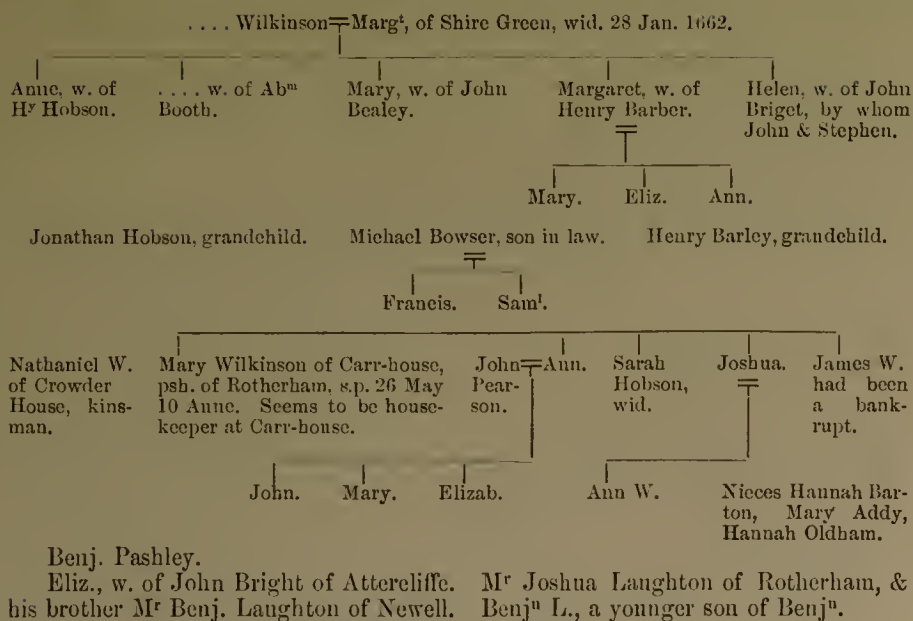 .... Wilkinson=Margᵗ, of Shire Green, wid. 28 Jan. 1662.
Anne, w. of Hʸ Hobson.
.... w. of Abᵐ Booth.
Mary, w. of John Bealey.
Margaret, w. of Henry Barber.
Helen, w. of John Briget, by whom John & Stephen.
Mary. Eliz. Ann.
Jonathan Hobson, grandchild. Michael Bowser, son in law. Henry Barley, grandchild.
Francis. Samˡ.
Nathaniel W. of Crowder House, kinsman.
Mary Wilkinson of Carr-house, psh. of Rotherham, s.p. 26 May 10 Anne. Seems to be housekeeper at Carr-house.
John Pearson.=Ann.
Sarah Hobson, wid.
Joshua.
James W. had been a bankrupt.
John. Mary. Elizab. Ann W.
Nieces Hannah Barton, Mary Addy, Hannah Oldham.
Benj. Pashley.
Eliz., w. of John Bright of Attercliffe. Mʳ Joshua Laughton of Rotherham, &
his brother Mʳ Benj. Laughton of Newell. Benjⁿ L., a younger son of Benjⁿ.